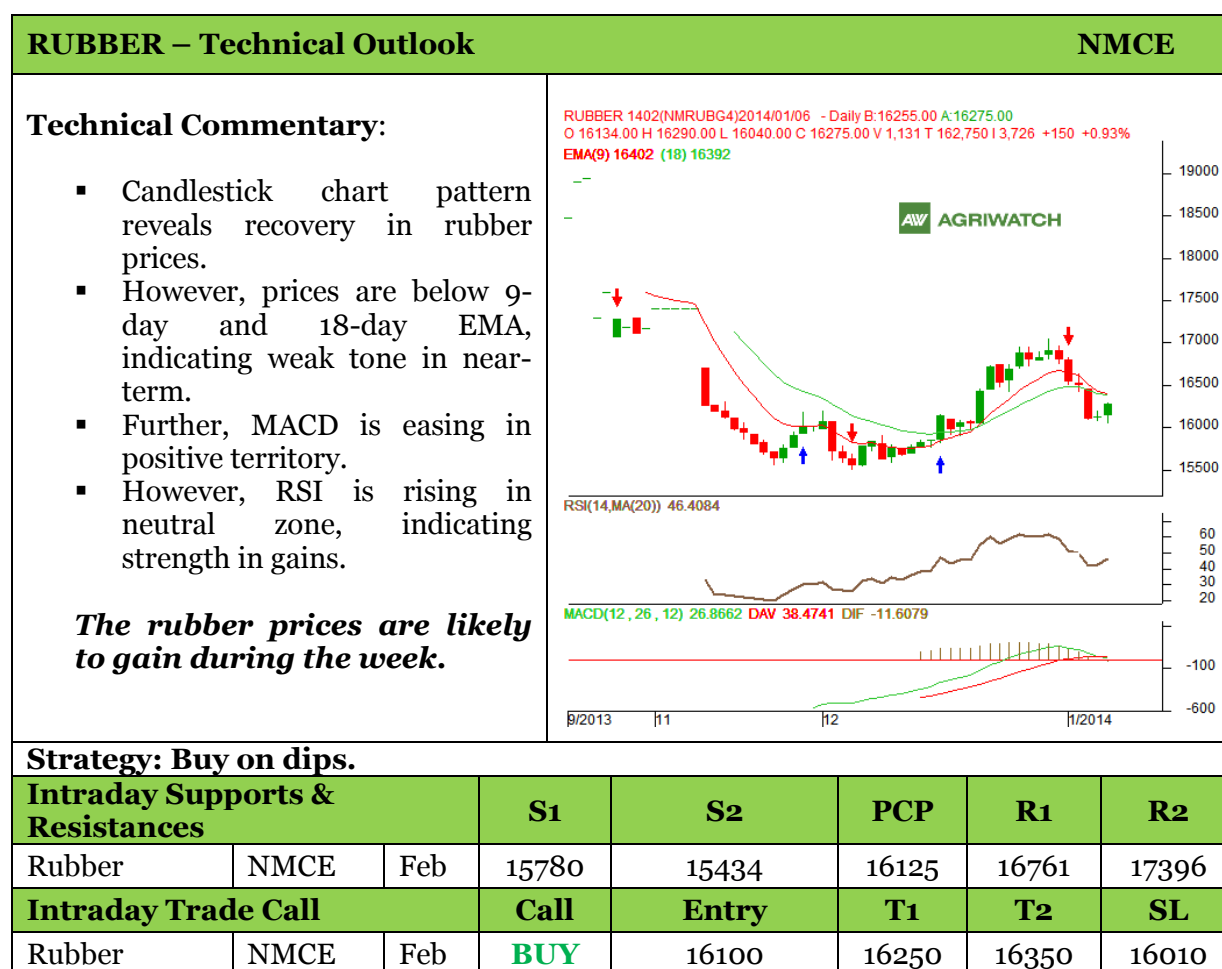 RUBBER – Technical Outlook NMCE
Technical Commentary:
▪ Candlestick chart pattern
reveals recovery in rubber
prices.
▪ However, prices are below 9-
day and 18-day EMA,
indicating weak tone in near-
term.
▪ Further, MACD is easing in
positive territory.
▪ However, RSI is rising in
neutral zone, indicating
strength in gains.
The rubber prices are likely
to gain during the week.
RUBBER 1402(NMRUBG4)2014/01/06 - Daily B:16255.00 A:16275.00
O 16134.00 H 16290.00 L 16040.00 C 16275.00 V 1,131 T 162,750 I 3,726 +150 +0.93%
EMA(9) 16402 (18) 16392
AW AGRIWATCH
19000
18500
18000
17500
17000
16500
16000
15500
RSI(14,MA(20)) 46.4084
60
50
40
30
20
MACD(12 , 26 , 12) 26.8662 DAV 38.4741 DIF -11.6079
-100
-600
9/2013 11 12 1/2014
Strategy: Buy on dips.
Intraday Supports &
Resistances S1 S2 PCP R1 R2
Rubber NMCE Feb 15780 15434 16125 16761 17396
Intraday Trade Call Call Entry T1 T2 SL
Rubber NMCE Feb BUY 16100 16250 16350 16010